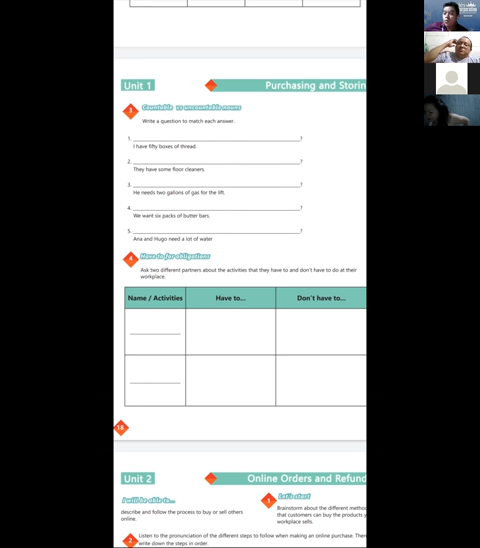 Unit 1
Purchasing and Storin
3
Countable vs uncountable nouns
Write a question to match each answer.
1. ?
I have fifty boxes of thread.
2. ?
They have some floor cleaners.
3. ?
He needs two gallons of gas for the lift.
4. ?
We want six packs of butter bars.
5. ?
Ana and Hugo need a lot of water
4
Have to for obligations
Ask two different partners about the activities that they have to and don't have to do at their
workplace.
Name / Activities Have to... Don't have to...
18
Unit 2
Online Orders and Refund
I will be able to...
describe and follow the process to buy or sell others
online.
1
Let's start
Brainstorm about the different method
that customers can buy the products y
workplace sells.
2
Listen to the pronunciation of the different steps to follow when making an online purchase. Then
write down the steps in order.